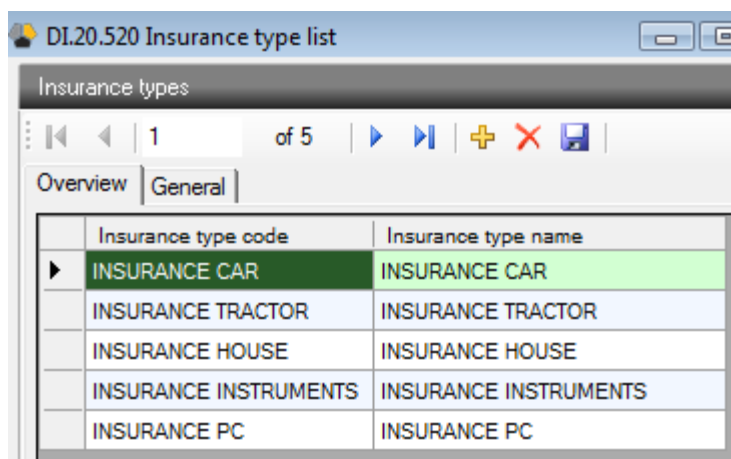 DI.20.520 Insurance type list
Insurance types
1 of 5
Overview General
Insurance type code Insurance type name
INSURANCE CAR INSURANCE CAR
INSURANCE TRACTOR INSURANCE TRACTOR
INSURANCE HOUSE INSURANCE HOUSE
INSURANCE INSTRUMENTS INSURANCE INSTRUMENTS
INSURANCE PC INSURANCE PC